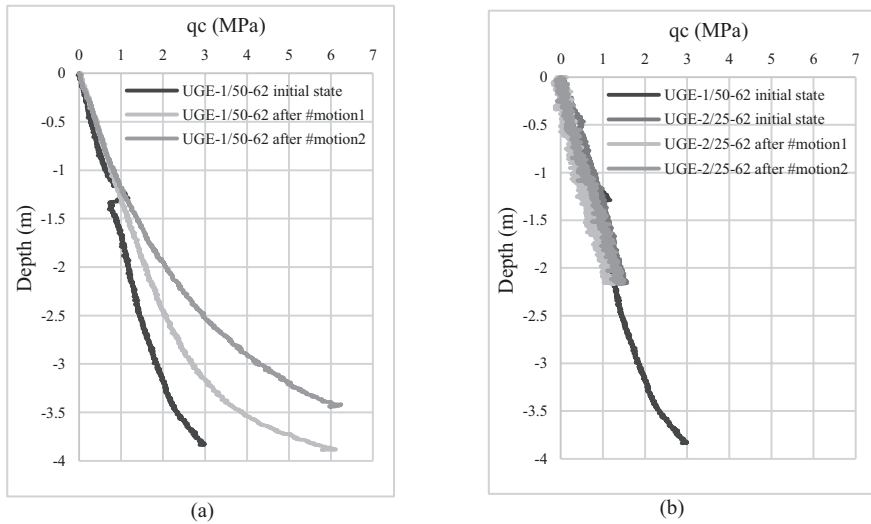 qc (MPa)
0 1 2 3 4 5 6 7
0
-0.5
-1
-1.5
-2
-2.5
-3
-3.5
-4
Depth (m)
UGE-1/50-62 initial state
UGE-1/50-62 after #motion1
UGE-1/50-62 after #motion2
(a)
qc (MPa)
0 1 2 3 4 5 6 7
0
-0.5
-1
-1.5
-2
-2.5
-3
-3.5
-4
Depth (m)
UGE-1/50-62 initial state
UGE-2/25-62 initial state
UGE-2/25-62 after #motion1
UGE-2/25-62 after #motion2
(b)